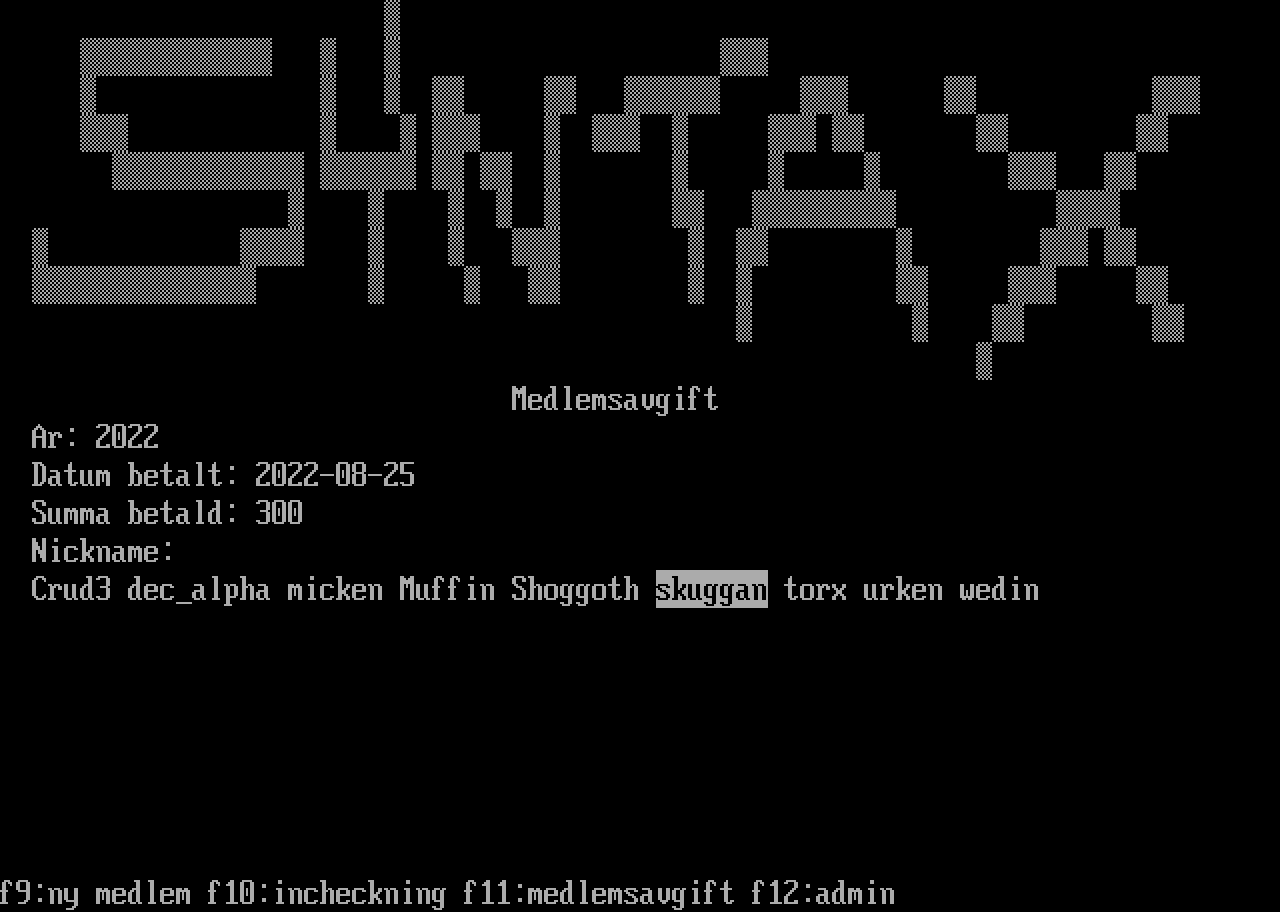 SYNTAX
Medlemsavgift
Ar: 2022
Datum betalt: 2022-08-25
Summa betald: 300
Nickname:
Crud3 dec_alpha micken Muffin Shoggoth skuggan torx urken wedin
f9:ny medlem f10:incheckning f11:medlemsavgift f12:admin